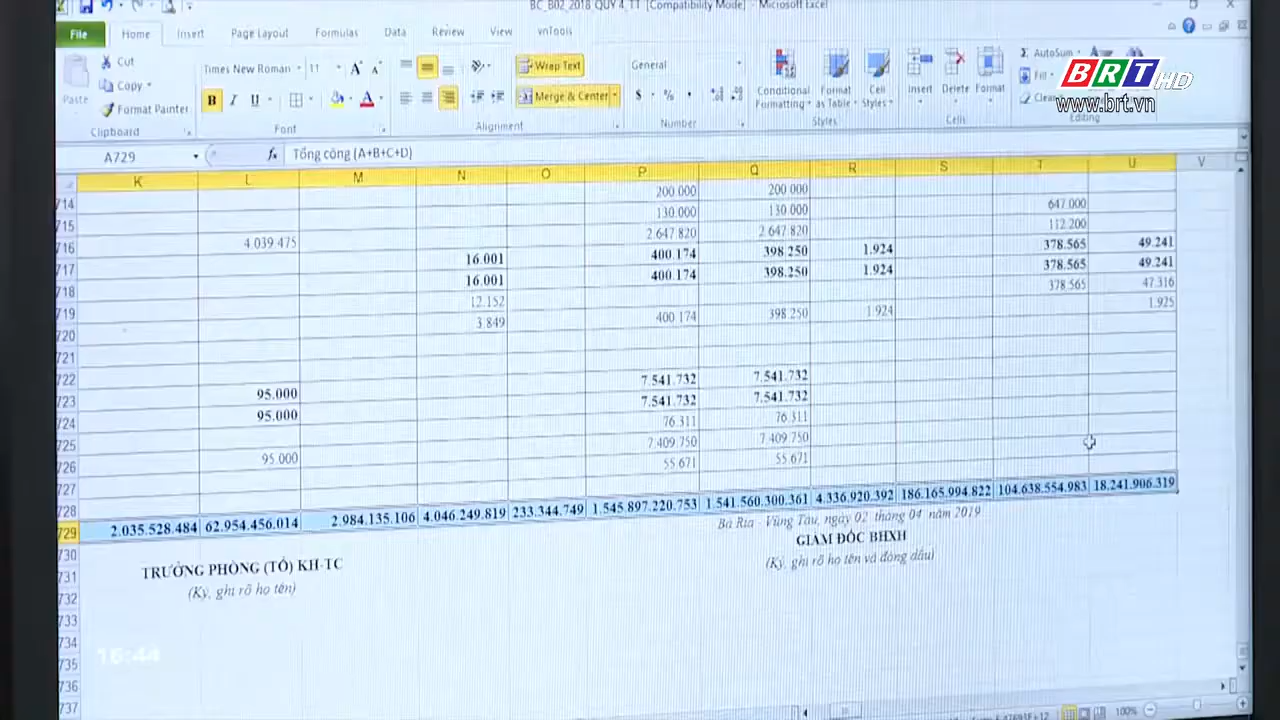 BC_B02_2018 QUY 4_TT [Compatibility Mode] - Microsoft Excel
File Home Insert Page Layout Formulas Data Review View vnTools
Paste Cut Copy Format Painter
Clipboard
Times New Roman 11
B I U
Font
Wrap Text
Merge & Center
Alignment
General
$ % ,
Number
Conditional Formatting Format as Table Cell Styles
Styles
Insert Delete Format
Cells
Σ AutoSum
Fill
Clear
Editing
BRT HD
www.brt.vn
A729 fx Tổng cộng (A+B+C+D)
K L M N O P Q R S T U V
714 200.000 200.000
715 130.000 130.000 647.000
716 4.039.475 2.647.820 2.647.820 112.200
717 16.001 400.174 398.250 1.924 378.565 49.241
718 16.001 400.174 398.250 1.924 378.565 49.241
719 12.152 378.565 47.316
720 3.849 400.174 398.250 1.924 1.925
721
722
723 95.000 7.541.732 7.541.732
724 95.000 7.541.732 7.541.732
725 76.311 76.311
726 95.000 7.409.750 7.409.750
727 55.671 55.671
728
729 2.035.528.484 62.954.456.014 2.984.135.106 4.046.249.819 233.344.749 1.545.897.220.753 1.541.560.300.361 4.336.920.392 186.165.994.822 104.638.554.983 18.241.906.319
730 Bà Rịa - Vũng Tàu, ngày 02 tháng 04 năm 2019
731 TRƯỞNG PHÒNG (TỔ) KH-TC GIÁM ĐỐC BHXH
732 (Ký, ghi rõ họ tên) (Ký, ghi rõ họ tên và đóng dấu)
733
734
735
736
737
16:44
100%